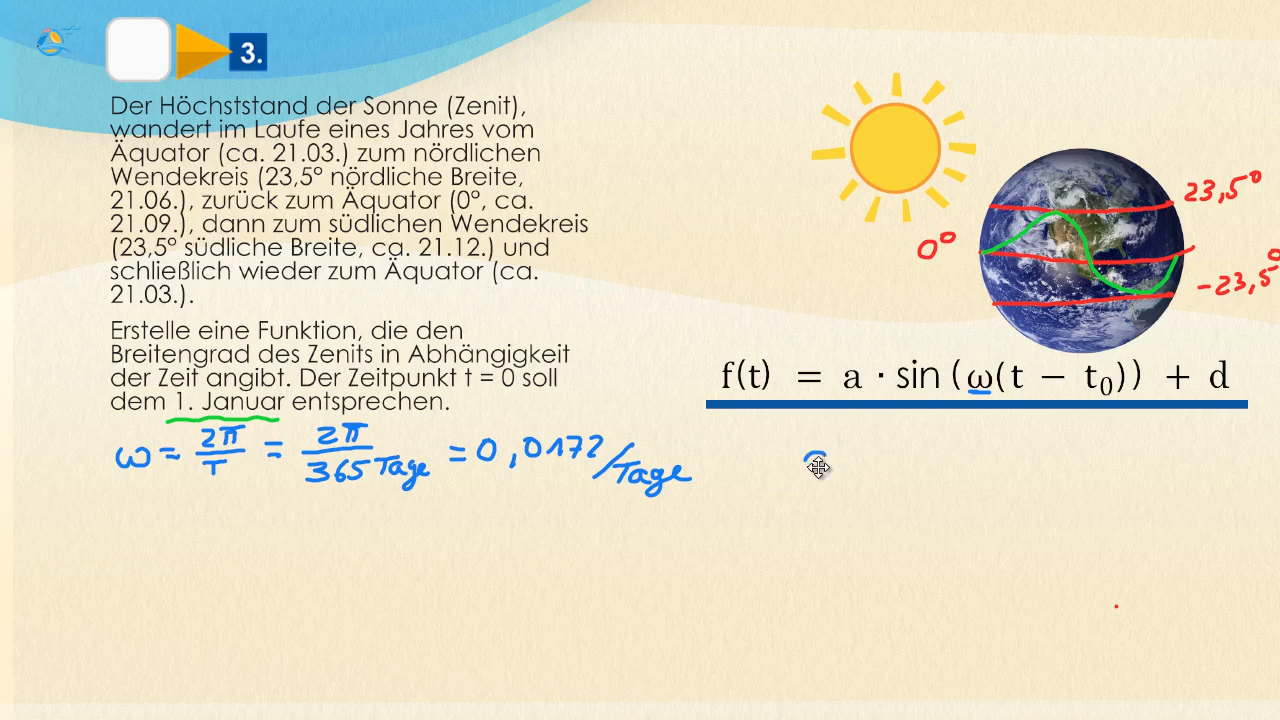 3.
Der Höchststand der Sonne (Zenit),
wandert im Laufe eines Jahres vom
Äquator (ca. 21.03.) zum nördlichen
Wendekreis (23,5° nördliche Breite,
21.06.), zurück zum Äquator (0°, ca.
21.09.), dann zum südlichen Wendekreis
(23,5° südliche Breite, ca. 21.12.) und
schließlich wieder zum Äquator (ca.
21.03.).
Erstelle eine Funktion, die den
Breitengrad des Zenits in Abhängigkeit
der Zeit angibt. Der Zeitpunkt t = 0 soll
dem 1. Januar entsprechen.
23,5°
0°
-23,5°
f(t) = a · sin (ω(t − t₀)) + d
ω = 2π/T = 2π/365 Tage = 0,0172/Tage